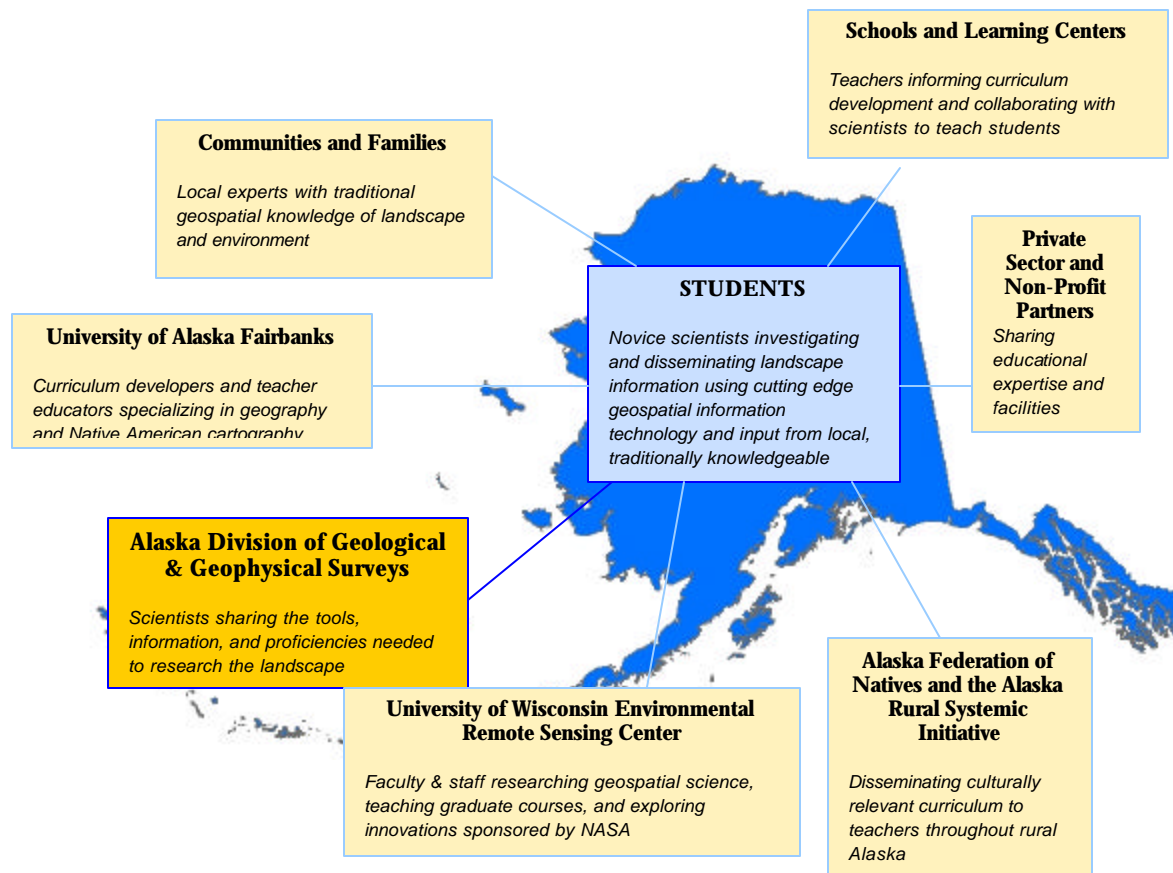 Schools and Learning Centers
Teachers informing curriculum
development and collaborating with
scientists to teach students
Communities and Families
Local experts with traditional
geospatial knowledge of landscape
and environment
Private
Sector and
Non-Profit
Partners
Sharing
educational
expertise and
facilities
STUDENTS
Novice scientists investigating
and disseminating landscape
information using cutting edge
geospatial information
technology and input from local,
traditionally knowledgeable
University of Alaska Fairbanks
Curriculum developers and teacher
educators specializing in geography
and Native American cartography
Alaska Division of Geological
& Geophysical Surveys
Scientists sharing the tools,
information, and proficiencies needed
to research the landscape
University of Wisconsin Environmental
Remote Sensing Center
Faculty & staff researching geospatial science,
teaching graduate courses, and exploring
innovations sponsored by NASA
Alaska Federation of
Natives and the Alaska
Rural Systemic
Initiative
Disseminating culturally
relevant curriculum to
teachers throughout rural
Alaska